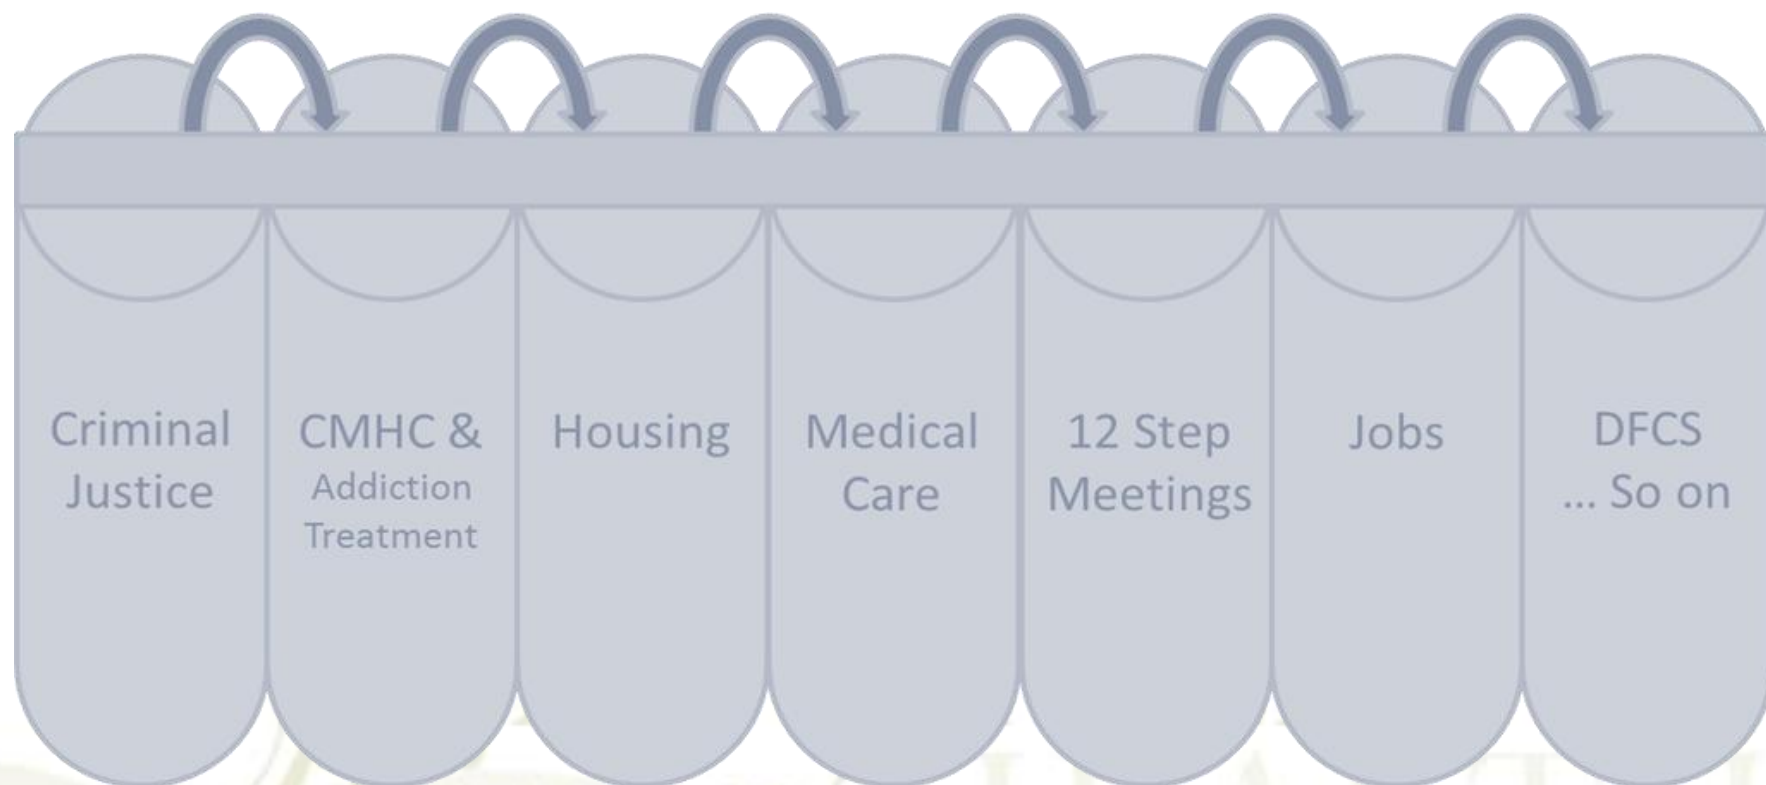 Criminal
Justice
CMHC &
Addiction
Treatment
Housing
Medical
Care
12 Step
Meetings
Jobs
DFCS
... So on